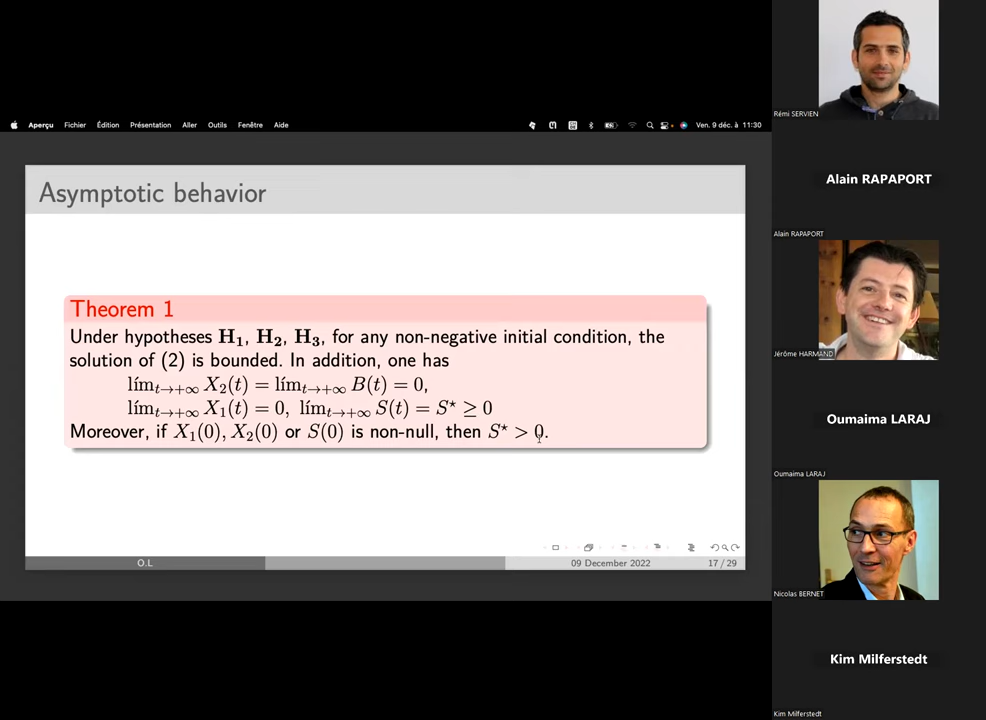 Aperçu Fichier Édition Présentation Aller Outils Fenêtre Aide Ven. 9 déc. à 11:30
Asymptotic behavior
Theorem 1
Under hypotheses H₁, H₂, H₃, for any non-negative initial condition, the
solution of (2) is bounded. In addition, one has
lím_{t→+∞} X₂(t) = lím_{t→+∞} B(t) = 0,
lím_{t→+∞} X₁(t) = 0, lím_{t→+∞} S(t) = S⋆ ≥ 0
Moreover, if X₁(0), X₂(0) or S(0) is non-null, then S⋆ > 0.
O.L 09 December 2022 17 / 29
Rémi SERVIEN
Alain RAPAPORT
Alain RAPAPORT
Jérôme HARMAND
Oumaima LARAJ
Oumaima LARAJ
Nicolas BERNET
Kim Milferstedt
Kim Milferstedt